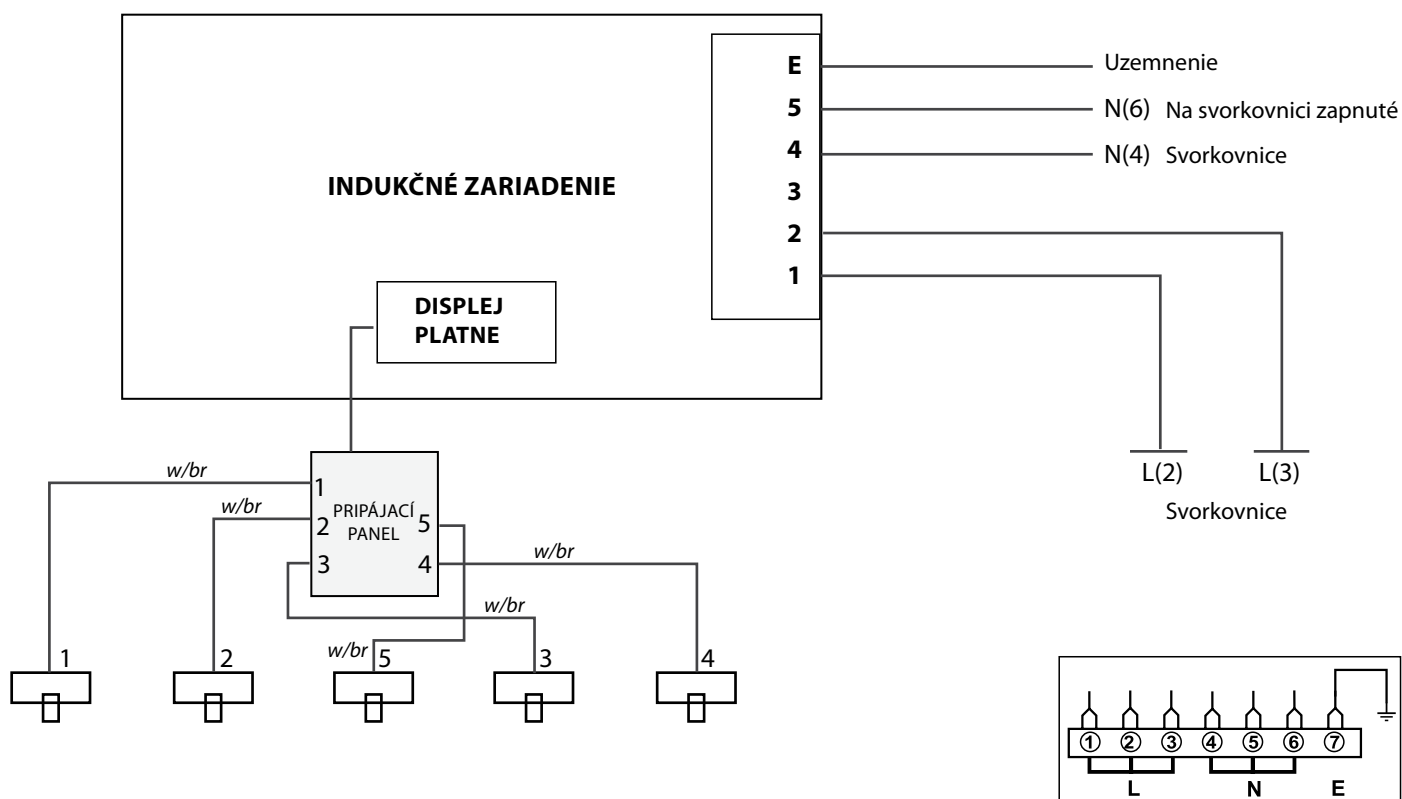 E
Uzemnenie
5
N(6) Na svorkovnici zapnuté
4
N(4) Svorkovnice
INDUKČNÉ ZARIADENIE
3
2
1
DISPLEJ
PLATNE
L(2)
L(3)
Svorkovnice
w/br
1
w/br
2
PRIPÁJACÍ
PANEL
5
3
4
w/br
w/br
w/br
1
2
5
3
4
1 2 3 4 5 6 7
L N E